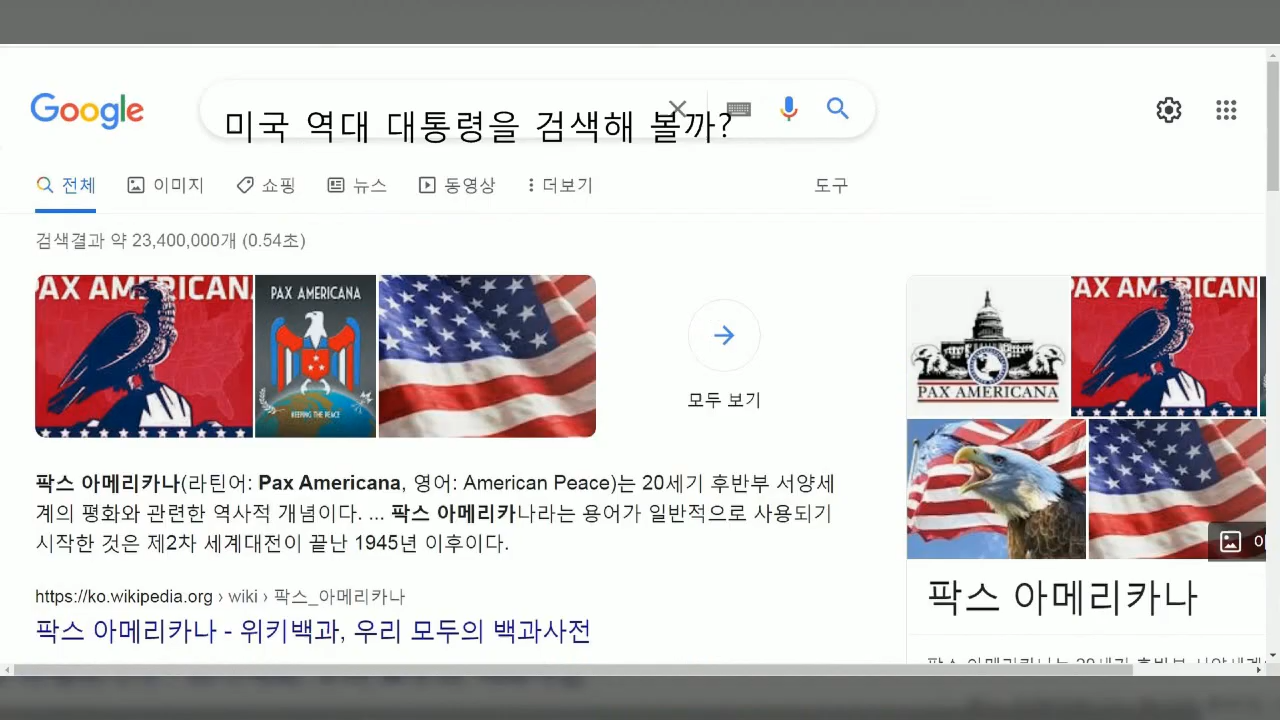 Google
미국 역대 대통령을 검색해 볼까?
전체 이미지 쇼핑 뉴스 동영상 더보기 도구
검색결과 약 23,400,000개 (0.54초)
PAX AMERICANA
KEEPING THE PEACE
모두 보기
팍스 아메리카나(라틴어: Pax Americana, 영어: American Peace)는 20세기 후반부 서양세
계의 평화와 관련한 역사적 개념이다. ... 팍스 아메리카나라는 용어가 일반적으로 사용되기
시작한 것은 제2차 세계대전이 끝난 1945년 이후이다.
https://ko.wikipedia.org › wiki › 팍스_아메리카나
팍스 아메리카나 - 위키백과, 우리 모두의 백과사전
PAX AMERICANA
팍스 아메리카나